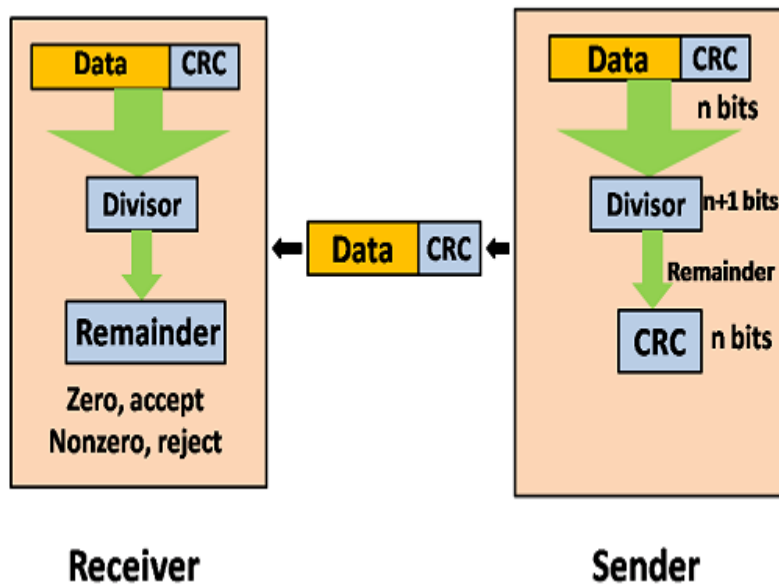 Data CRC
Divisor
Remainder
Zero, accept
Nonzero, reject
Receiver
Data CRC
Data CRC
n bits
Divisor n+1 bits
Remainder
CRC n bits
Sender